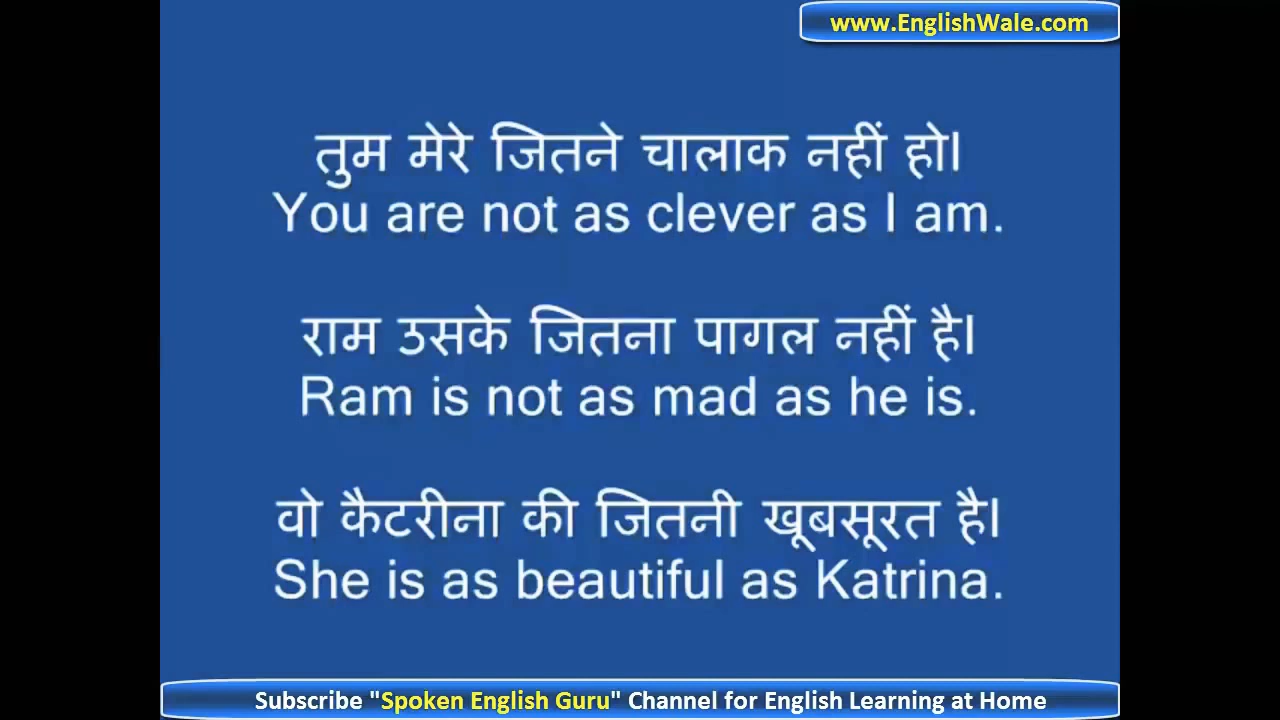 www.EnglishWale.com
तुम मेरे जितने चालाक नहीं हो।
You are not as clever as I am.
राम उसके जितना पागल नहीं है।
Ram is not as mad as he is.
वो कैटरीना की जितनी खूबसूरत है।
She is as beautiful as Katrina.
Subscribe "Spoken English Guru" Channel for English Learning at Home